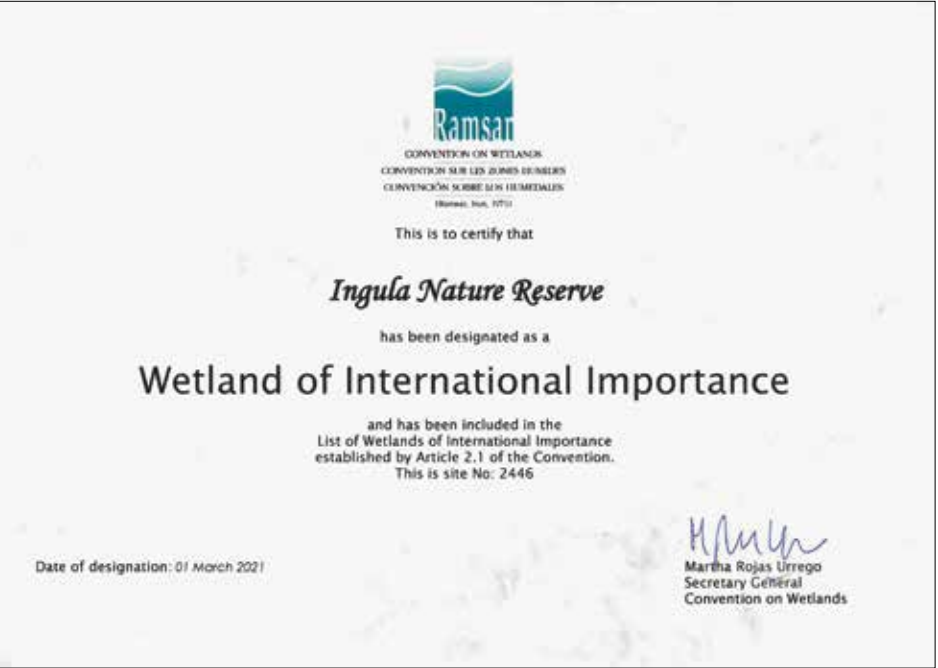 Ramsar
CONVENTION ON WETLANDS
CONVENTION SUR LES ZONES HUMIDES
CONVENCIÓN SOBRE LOS HUMEDALES
(Ramsar, Iran, 1971)
This is to certify that
Ingula Nature Reserve
has been designated as a
Wetland of International Importance
and has been included in the
List of Wetlands of International Importance
established by Article 2.1 of the Convention.
This is site No: 2446
Date of designation: 01 March 2021
Martha Rojas Urrego
Secretary General
Convention on Wetlands